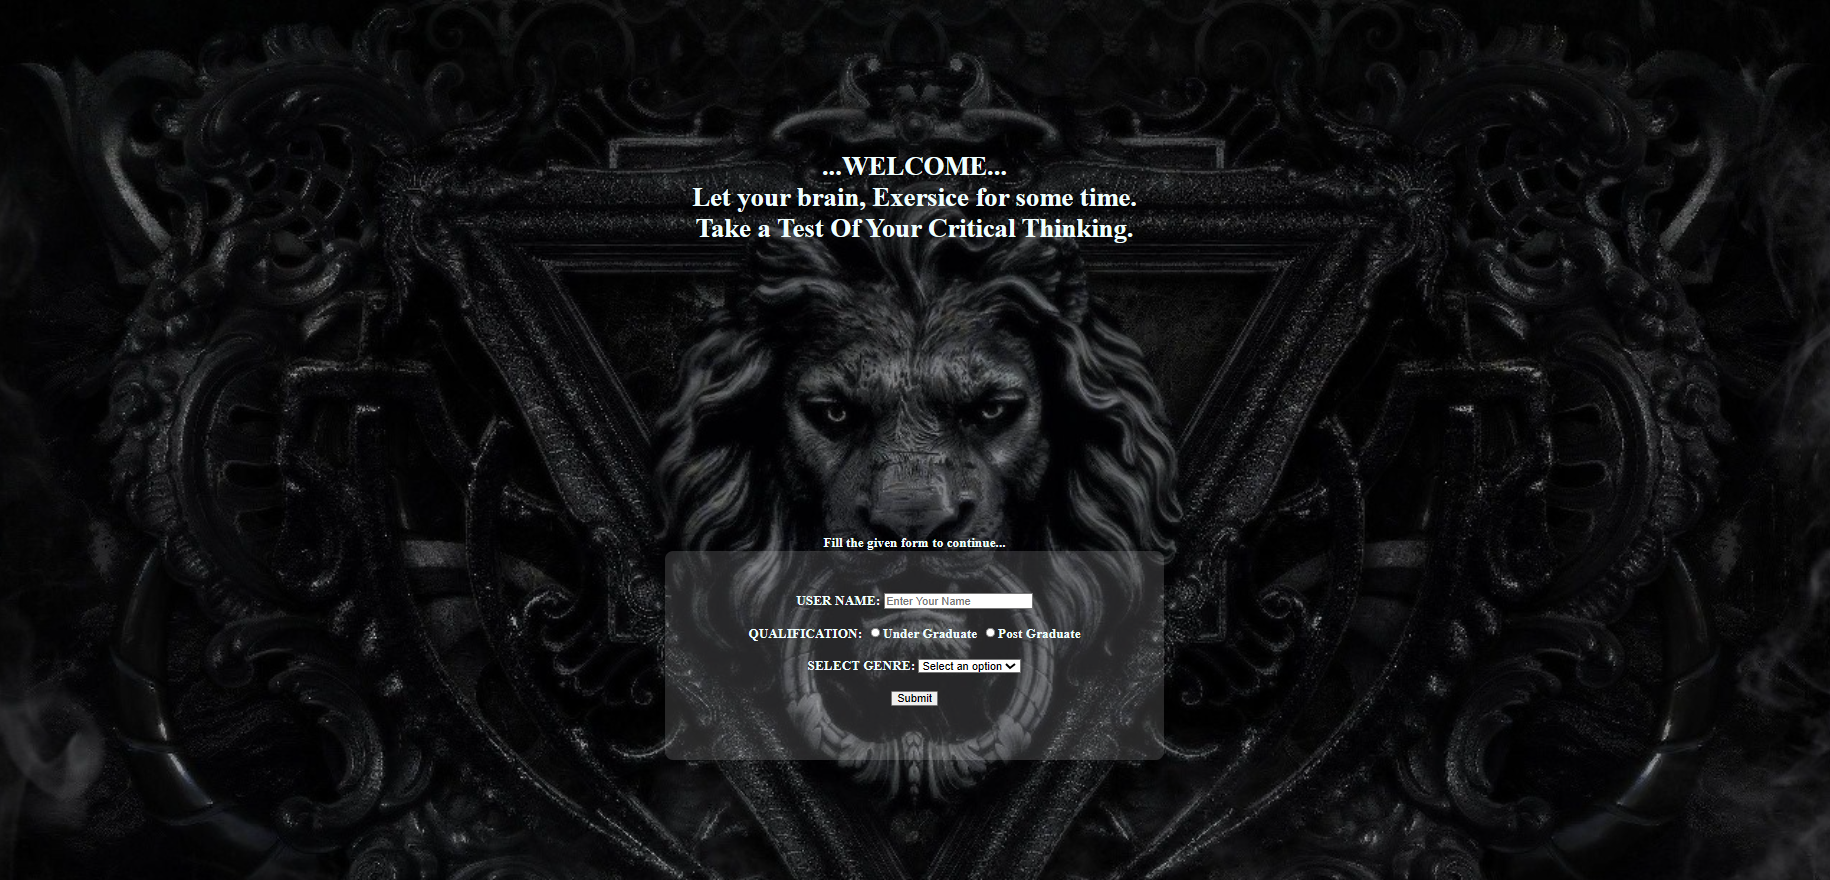 ...WELCOME...
Let your brain, Exersice for some time.
Take a Test Of Your Critical Thinking.
Fill the given form to continue...
USER NAME: Enter Your Name
QUALIFICATION: Under Graduate Post Graduate
SELECT GENRE: Select an option
Submit